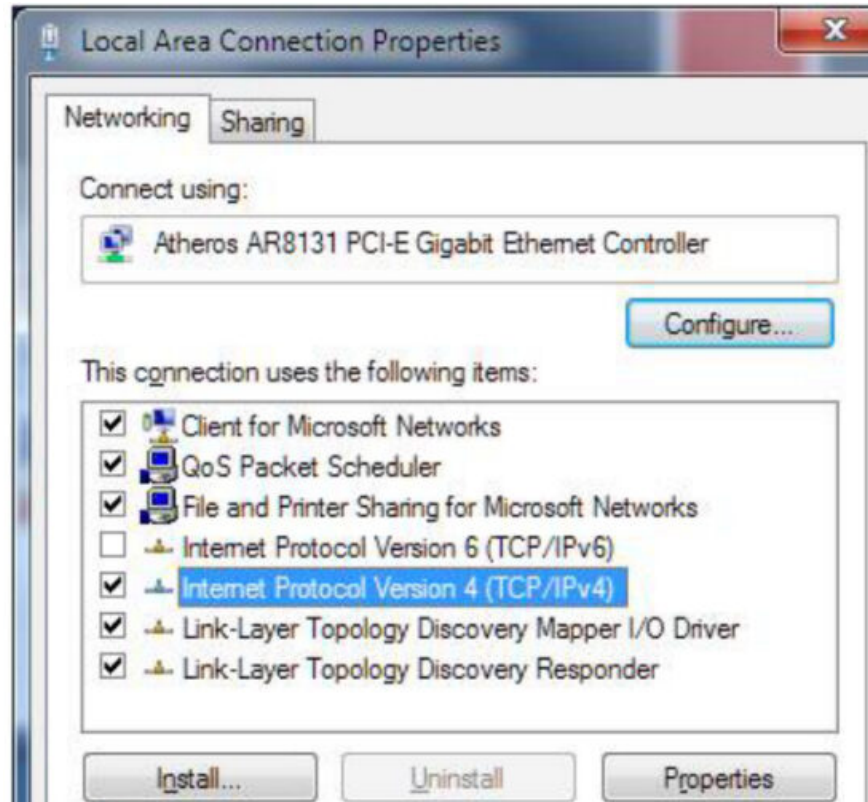 Local Area Connection Properties
Networking
Sharing
Connect using:
Atheros AR8131 PCI-E Gigabit Ethernet Controller
Configure...
This connection uses the following items:
Client for Microsoft Networks
QoS Packet Scheduler
File and Printer Sharing for Microsoft Networks
Internet Protocol Version 6 (TCP/IPv6)
Internet Protocol Version 4 (TCP/IPv4)
Link-Layer Topology Discovery Mapper I/O Driver
Link-Layer Topology Discovery Responder
Install...
Uninstall
Properties